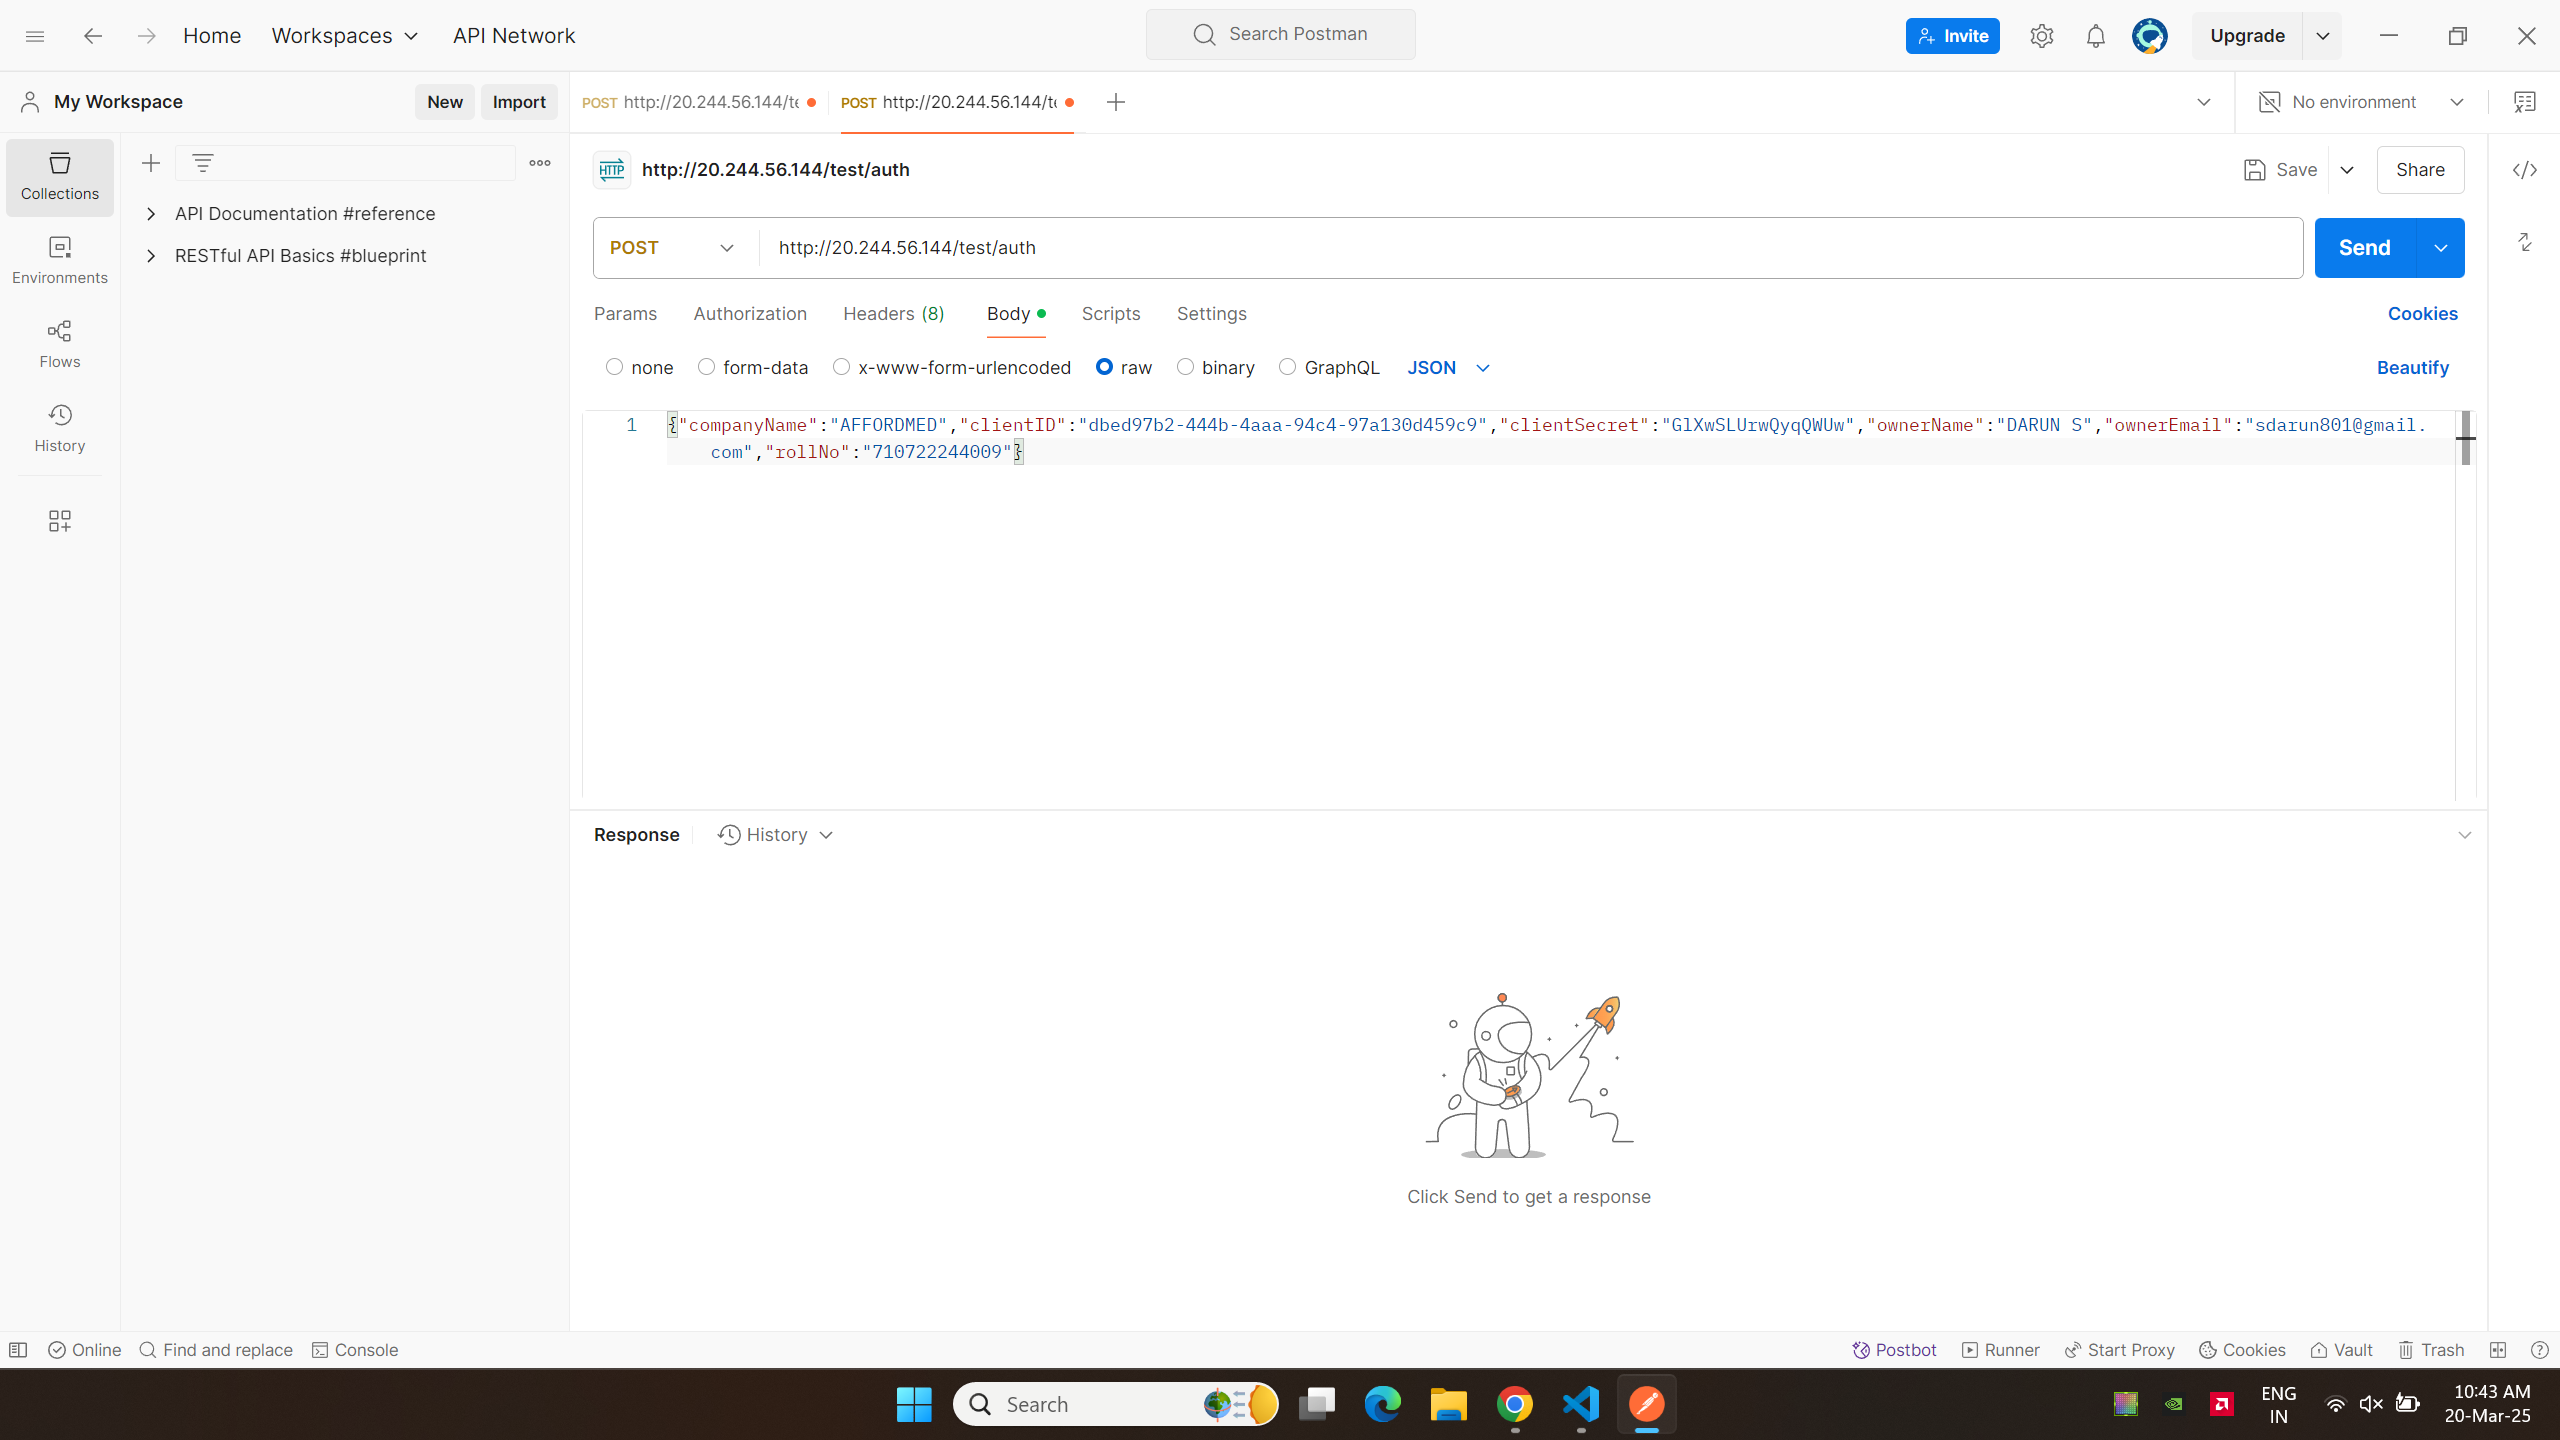 Home Workspaces API Network
Search Postman
Invite
Upgrade
My Workspace
New Import
POST http://20.244.56.144/te
POST http://20.244.56.144/te
No environment
Collections
Environments
Flows
History
API Documentation #reference
RESTful API Basics #blueprint
HTTP http://20.244.56.144/test/auth
Save Share
POST http://20.244.56.144/test/auth
Send
Params Authorization Headers (8) Body Scripts Settings
Cookies
none form-data x-www-form-urlencoded raw binary GraphQL JSON
Beautify
1 {"companyName":"AFFORDMED","clientID":"dbed97b2-444b-4aaa-94c4-97a130d459c9","clientSecret":"GlXwSLUrwQyqQWUw","ownerName":"DARUN S","ownerEmail":"sdarun801@gmail.
com","rollNo":"710722244009"}
Response History
Click Send to get a response
Online Find and replace Console
Postbot Runner Start Proxy Cookies Vault Trash
Search
ENG
IN
10:43 AM
20-Mar-25